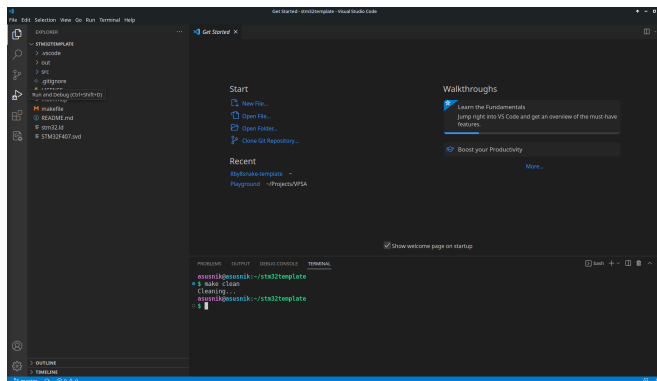 Get Started - stm32template - Visual Studio Code
File Edit Selection View Go Run Terminal Help
EXPLORER
Get Started
STM32TEMPLATE
.vscode
out
src
.gitignore
Run and Debug (Ctrl+Shift+D)
M makefile
README.md
stm32.ld
STM32F407.svd
Start
New File...
Open File...
Open Folder...
Clone Git Repository...
Recent
Playground ~/Projects/VPSA
Walkthroughs
Learn the Fundamentals
Jump right into VS Code and get an overview of the must-have
features.
Boost your Productivity
More...
Show welcome page on startup
PROBLEMS OUTPUT DEBUG CONSOLE TERMINAL
bash
asusnik@asusnik:~/stm32template
$ make clean
Cleaning...
asusnik@asusnik:~/stm32template
$
OUTLINE
TIMELINE